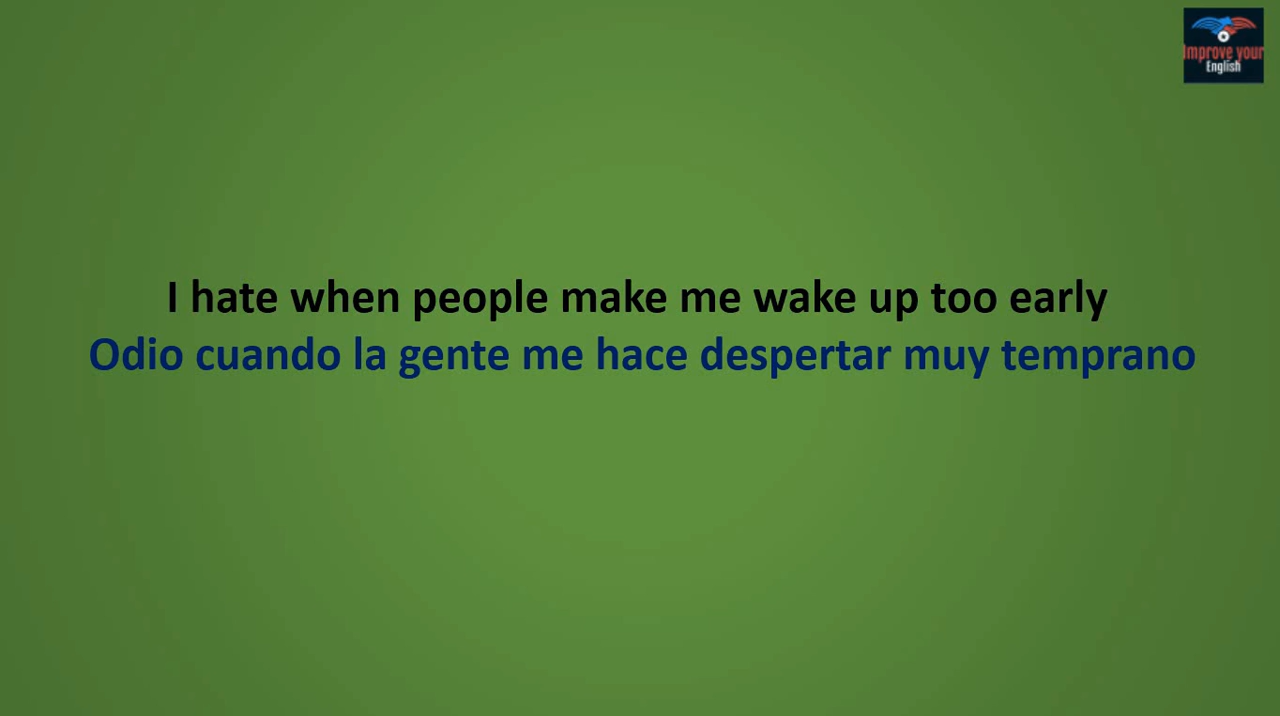 Improve your
English
I hate when people make me wake up too early
Odio cuando la gente me hace despertar muy temprano